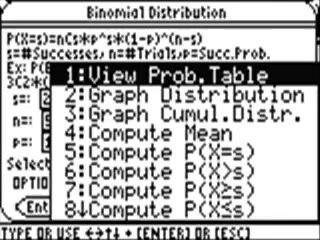 Binomial Distribution
P(X=s)=nCs*p^s*(1-p)^(n-s)
s=#Successes, n=#Trials,p=Succ.Prob.
Ex: P(
3C2*(
s=:
n=:
p=:
Select
OPTIO
Ent
1:View Prob.Table
2:Graph Distribution
3:Graph Cumul.Distr.
4:Compute Mean
5:Compute P(X=s)
6:Compute P(X>s)
7:Compute P(X≥s)
8↓Compute P(X≤s)
TYPE OR USE ←→↑↓ + [ENTER] OR [ESC]